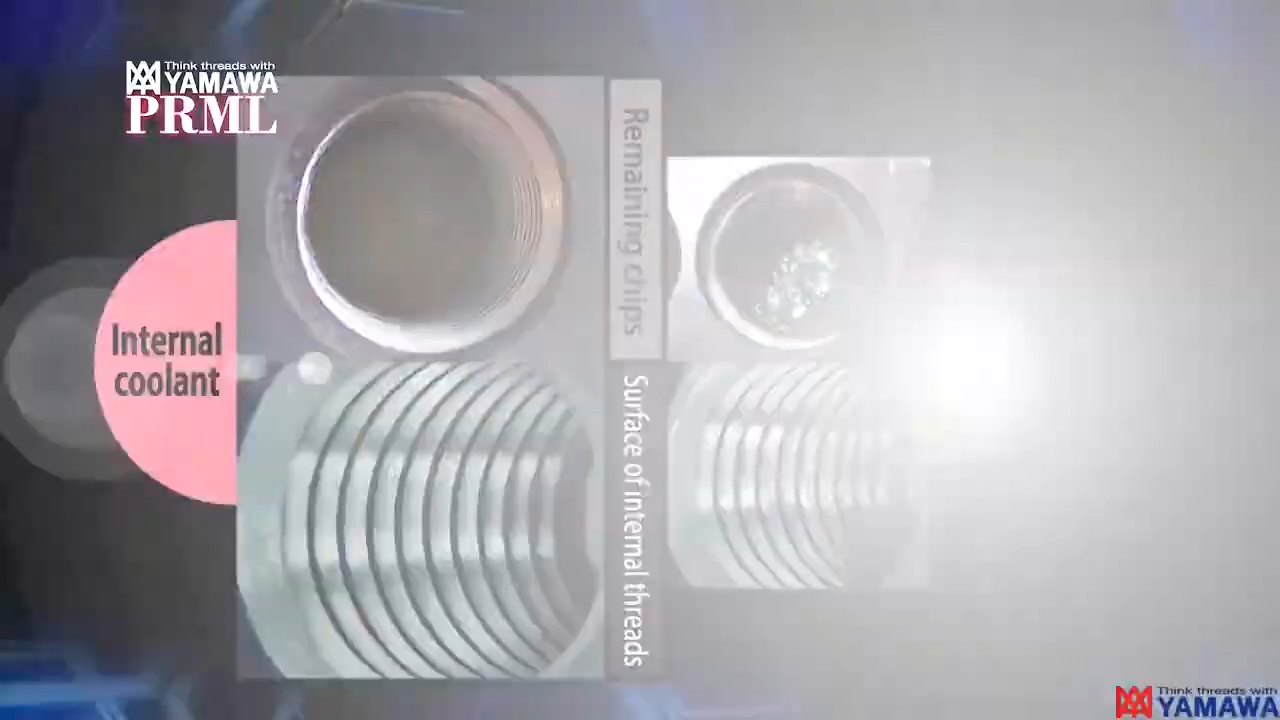 Think threads with
YAMAWA
PRML
Internal
coolant
Remaining chips
Surface of internal threads
Think threads with
YAMAWA